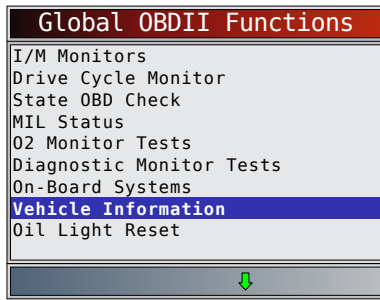 Global OBDII Functions
I/M Monitors
Drive Cycle Monitor
State OBD Check
MIL Status
O2 Monitor Tests
Diagnostic Monitor Tests
On-Board Systems
Vehicle Information
Oil Light Reset